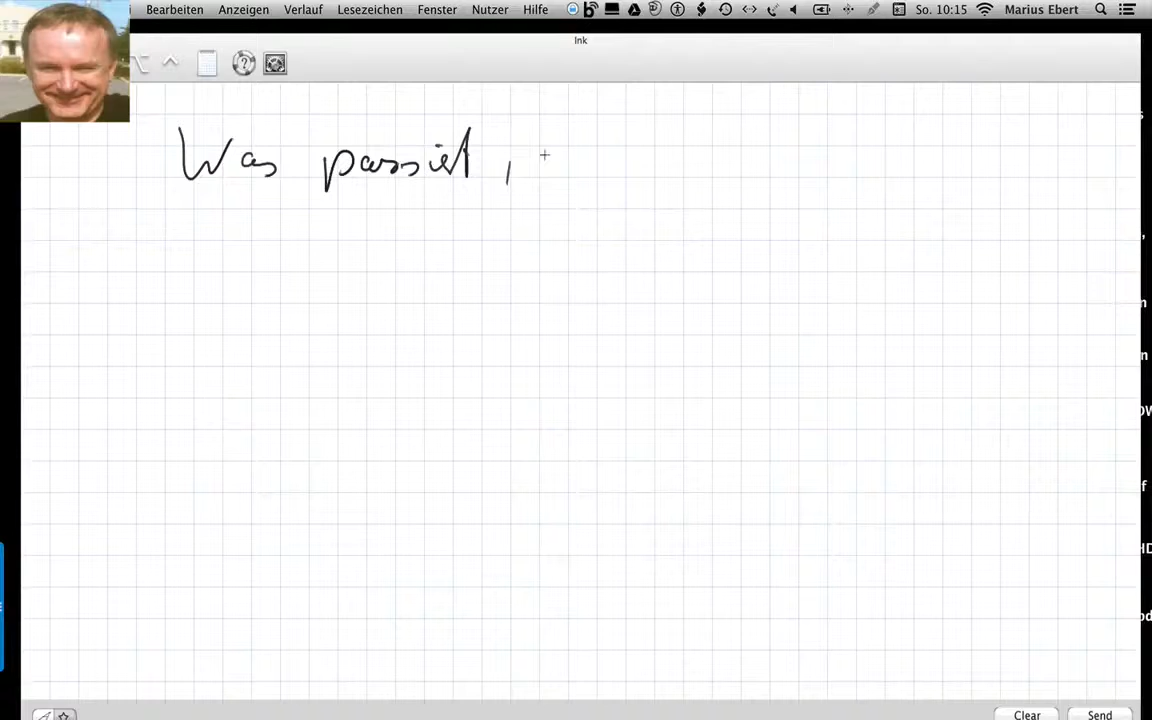 Bearbeiten Anzeigen Verlauf Lesezeichen Fenster Nutzer Hilfe So. 10:15 Marius Ebert
Ink
Was passiert,
Clear Send